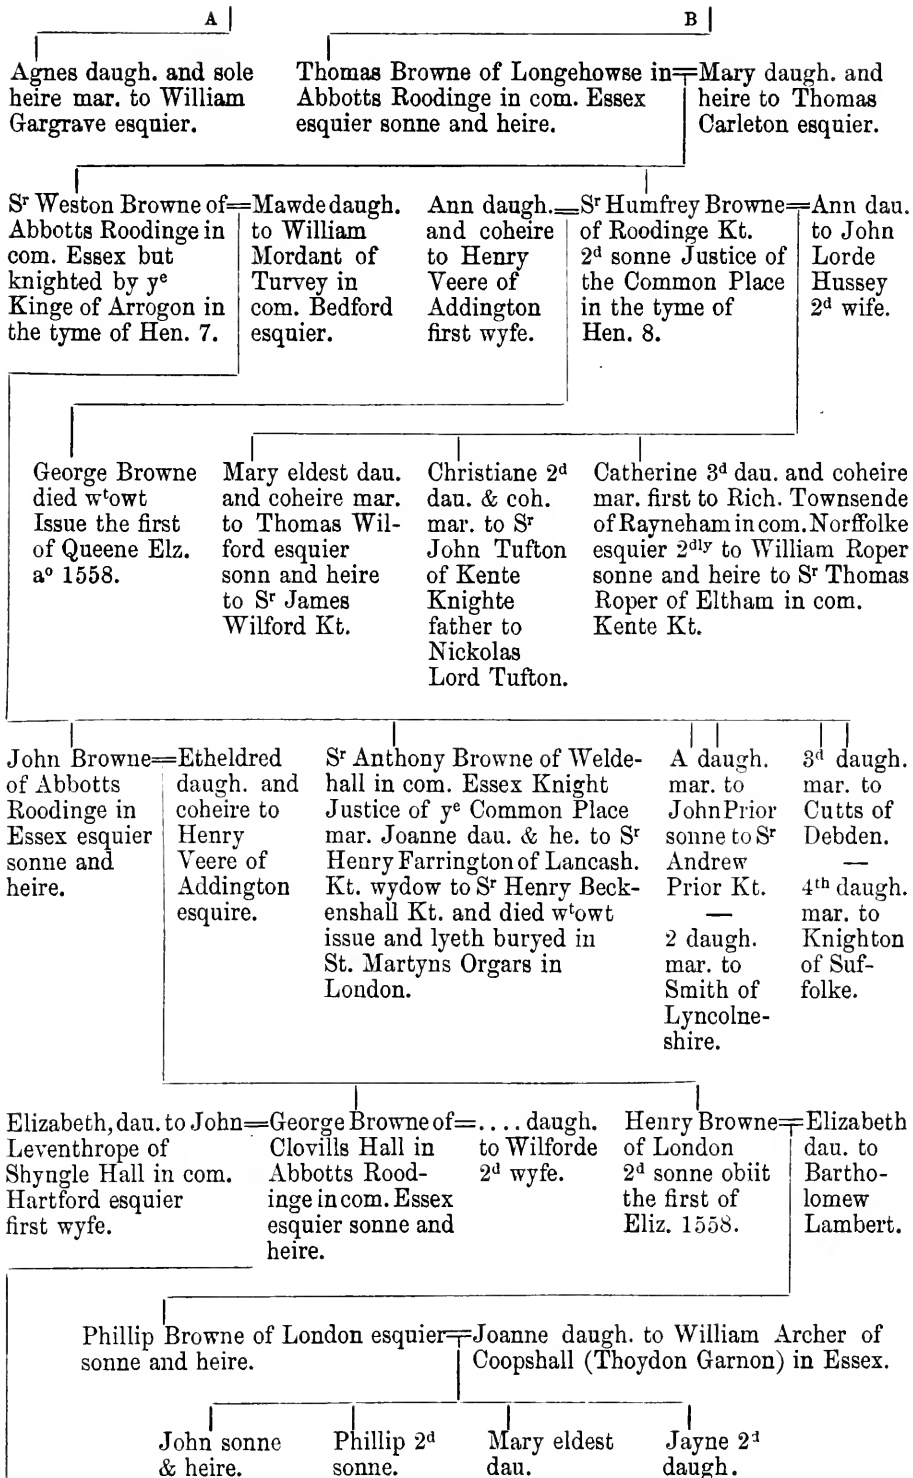 A
B
Agnes daugh. and sole
heire mar. to William
Gargrave esquier.
Thomas Browne of Longehowse in
Abbotts Roodinge in com. Essex
esquier sonne and heire.
Mary daugh. and
heire to Thomas
Carleton esquier.
Sr Weston Browne of
Abbotts Roodinge in
com. Essex but
knighted by ye
Kinge of Arrogon in
the tyme of Hen. 7.
Mawde daugh.
to William
Mordant of
Turvey in
com. Bedford
esquier.
Ann daugh.
and coheire
to Henry
Veere of
Addington
first wyfe.
Sr Humfrey Browne
of Roodinge Kt.
2d sonne Justice of
the Common Place
in the tyme of
Hen. 8.
Ann dau.
to John
Lorde
Hussey
2d wife.
George Browne
died wtowt
Issue the first
of Queene Elz.
ao 1558.
Mary eldest dau.
and coheire mar.
to Thomas Wil-
ford esquier
sonn and heire
to Sr James
Wilford Kt.
Christiane 2d
dau. & coh.
mar. to Sr
John Tufton
of Kente
Knighte
father to
Nickolas
Lord Tufton.
Catherine 3d dau. and coheire
mar. first to Rich. Townsende
of Rayneham in com. Norffolke
esquier 2dly to William Roper
sonne and heire to Sr Thomas
Roper of Eltham in com.
Kente Kt.
John Browne
of Abbotts
Roodinge in
Essex esquier
sonne and
heire.
Etheldred
daugh. and
coheire to
Henry
Veere of
Addington
esquire.
Sr Anthony Browne of Welde-
hall in com. Essex Knight
Justice of ye Common Place
mar. Joanne dau. & he. to Sr
Henry Farrington of Lancash.
Kt. wydow to Sr Henry Beck-
enshall Kt. and died wtowt
issue and lyeth buryed in
St. Martyns Orgars in
London.
A daugh.
mar. to
John Prior
sonne to Sr
Andrew
Prior Kt.
—
2 daugh.
mar. to
Smith of
Lyncolne-
shire.
3d daugh.
mar. to
Cutts of
Debden.
—
4th daugh.
mar. to
Knighton
of Suf-
folke.
Elizabeth, dau. to John
Leventhrope of
Shyngle Hall in com.
Hartford esquier
first wyfe.
George Browne of
Clovills Hall in
Abbotts Rood-
inge in com. Essex
esquier sonne and
heire.
.... daugh.
to Wilforde
2d wyfe.
Henry Browne
of London
2d sonne obiit
the first of
Eliz. 1558.
Elizabeth
dau. to
Bartho-
lomew
Lambert.
Phillip Browne of London esquier
sonne and heire.
Joanne daugh. to William Archer of
Coopshall (Thoydon Garnon) in Essex.
John sonne
& heire.
Phillip 2d
sonne.
Mary eldest
dau.
Jayne 2d
daugh.